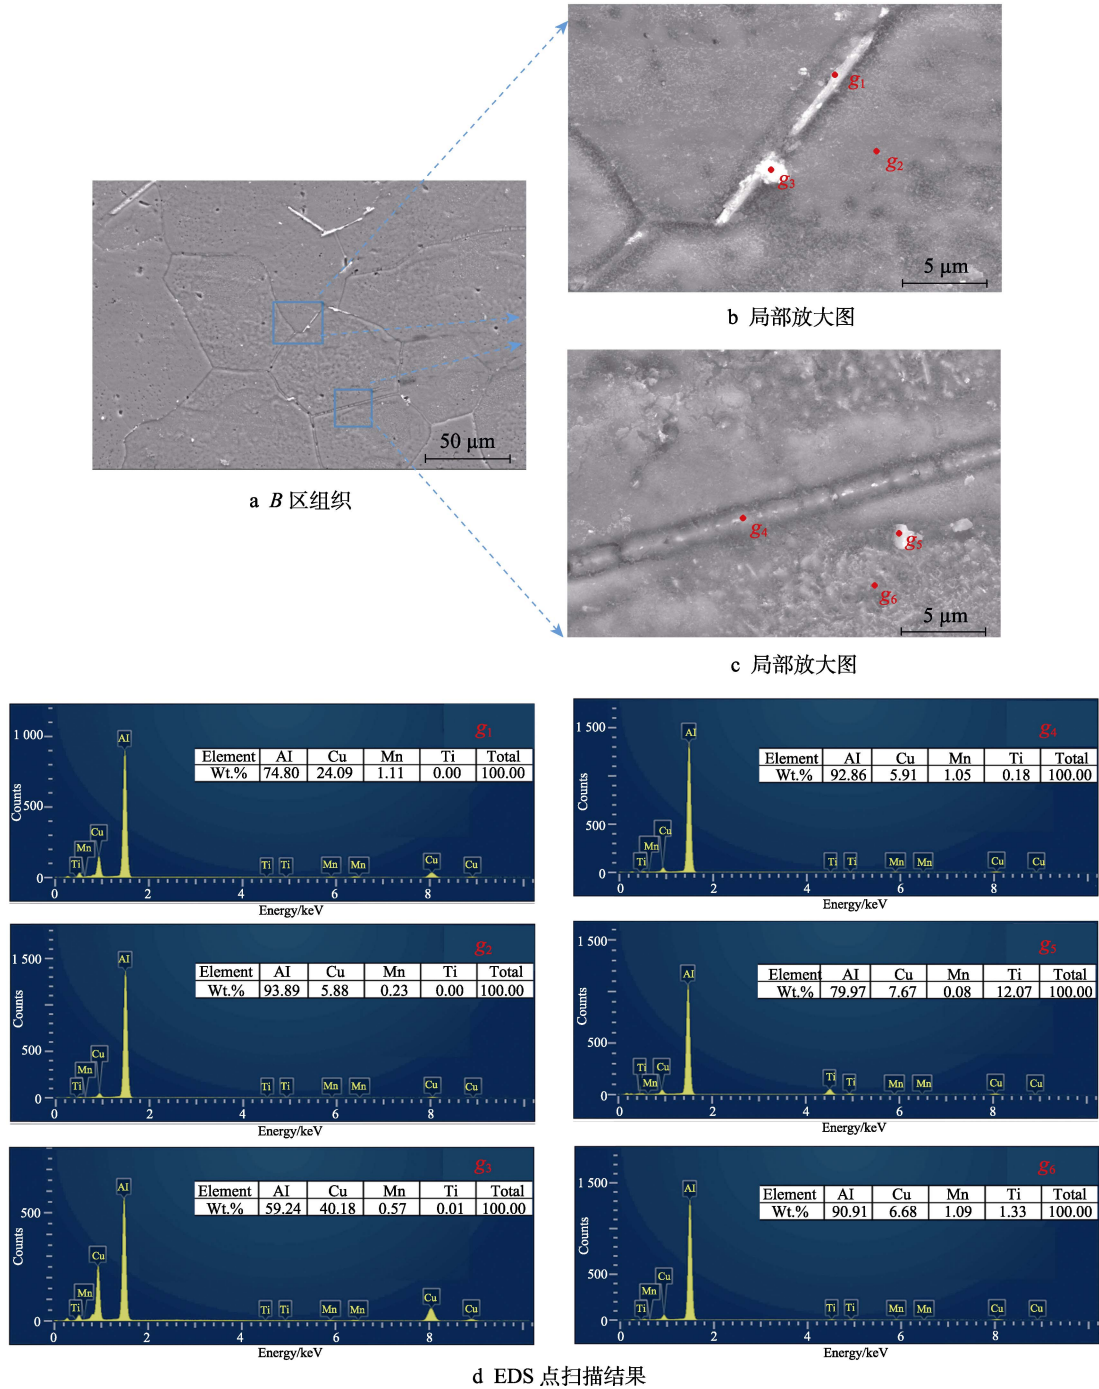 g1
g2
g3
5 µm
b 局部放大图
50 µm
a B 区组织
g4
g5
g6
5 µm
c 局部放大图
g1
1 000
500
0
Counts
Al
Cu
Mn
Ti
Ti
Ti
Mn
Mn
Cu
Cu
Element Al Cu Mn Ti Total
Wt.% 74.80 24.09 1.11 0.00 100.00
0 2 4 6 8
Energy/keV
g4
1 500
500
0
Counts
Al
Cu
Mn
Ti
Ti
Ti
Mn
Mn
Cu
Cu
Element Al Cu Mn Ti Total
Wt.% 92.86 5.91 1.05 0.18 100.00
0 2 4 6 8
Energy/keV
g2
1 500
500
0
Counts
Al
Cu
Mn
Ti
Ti
Ti
Mn
Mn
Cu
Cu
Element Al Cu Mn Ti Total
Wt.% 93.89 5.88 0.23 0.00 100.00
0 2 4 6 8
Energy/keV
g5
1 500
500
0
Counts
Al
Ti
Cu
Mn
Ti
Ti
Mn
Mn
Cu
Cu
Element Al Cu Mn Ti Total
Wt.% 79.97 7.67 0.08 12.07 100.00
0 2 4 6 8
Energy/keV
g3
500
0
Counts
Al
Cu
Mn
Ti
Ti
Ti
Mn
Mn
Cu
Cu
Element Al Cu Mn Ti Total
Wt.% 59.24 40.18 0.57 0.01 100.00
0 2 4 6 8
Energy/keV
g6
1 500
500
0
Counts
Al
Cu
Mn
Ti
Ti
Ti
Mn
Mn
Cu
Cu
Element Al Cu Mn Ti Total
Wt.% 90.91 6.68 1.09 1.33 100.00
0 2 4 6 8
Energy/keV
d EDS 点扫描结果